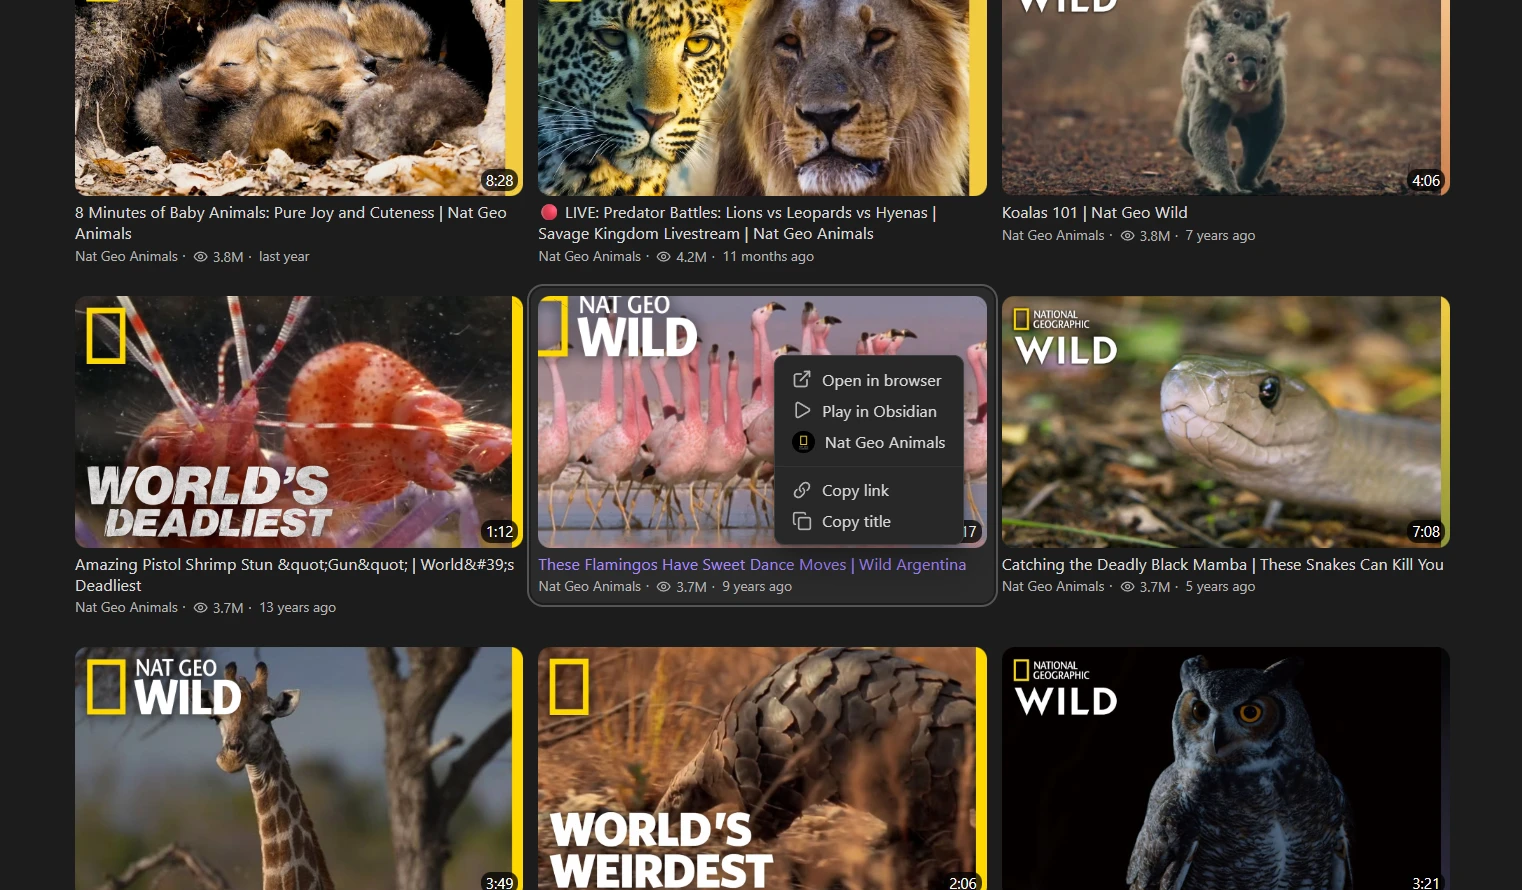 WILD
8:28
4:06
8 Minutes of Baby Animals: Pure Joy and Cuteness | Nat Geo
Animals
Nat Geo Animals · 3.8M · last year
🔴 LIVE: Predator Battles: Lions vs Leopards vs Hyenas |
Savage Kingdom Livestream | Nat Geo Animals
Nat Geo Animals · 4.2M · 11 months ago
Koalas 101 | Nat Geo Wild
Nat Geo Animals · 3.8M · 7 years ago
WORLD'S
DEADLIEST
1:12
Amazing Pistol Shrimp Stun &quot;Gun&quot; | World&#39;s
Deadliest
Nat Geo Animals · 3.7M · 13 years ago
NAT GEO
WILD
Open in browser
Play in Obsidian
Nat Geo Animals
Copy link
Copy title
17
These Flamingos Have Sweet Dance Moves | Wild Argentina
Nat Geo Animals · 3.7M · 9 years ago
NATIONAL
GEOGRAPHIC
WILD
7:08
Catching the Deadly Black Mamba | These Snakes Can Kill You
Nat Geo Animals · 3.7M · 5 years ago
NAT GEO
WILD
3:49
WORLD'S
WEIRDEST
2:06
NATIONAL
GEOGRAPHIC
WILD
3:21